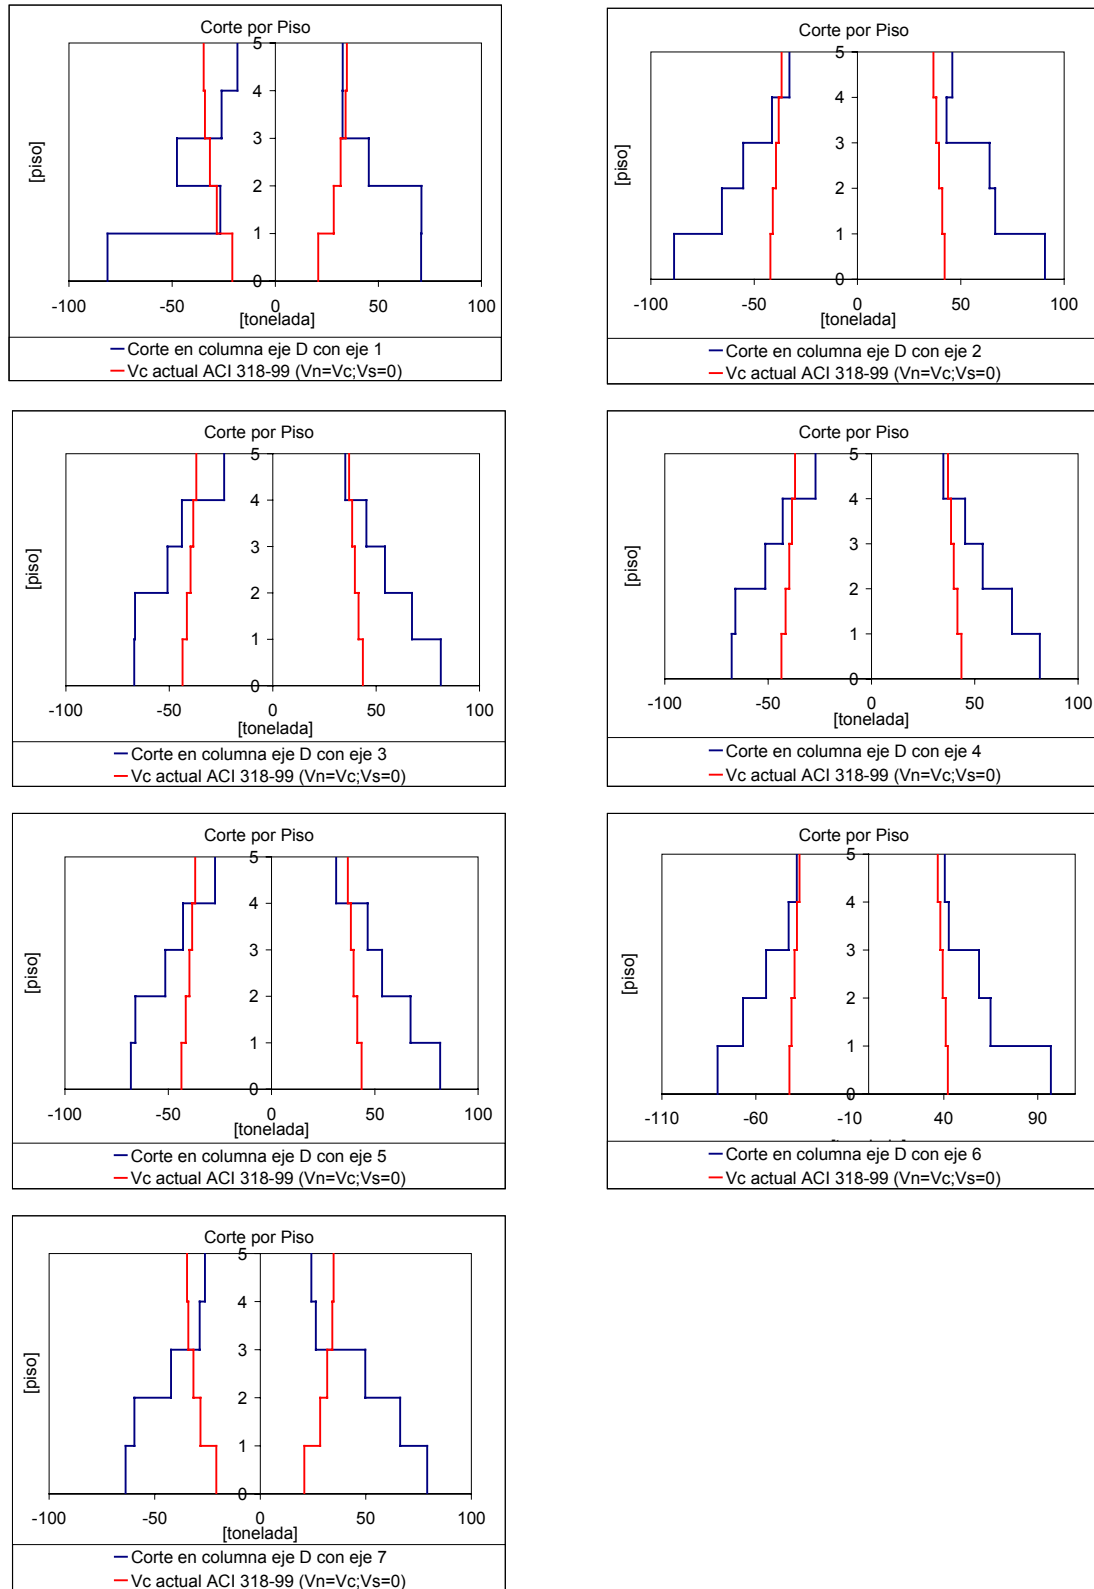 Corte por Piso
[piso]
5
4
3
2
1
0
-100 -50 0 50 100
[tonelada]
Corte en columna eje D con eje 1
Vc actual ACI 318-99 (Vn=Vc;Vs=0)
Corte por Piso
[piso]
5
4
3
2
1
0
-100 -50 0 50 100
[tonelada]
Corte en columna eje D con eje 2
Vc actual ACI 318-99 (Vn=Vc;Vs=0)
Corte por Piso
[piso]
5
4
3
2
1
0
-100 -50 0 50 100
[tonelada]
Corte en columna eje D con eje 3
Vc actual ACI 318-99 (Vn=Vc;Vs=0)
Corte por Piso
[piso]
5
4
3
2
1
0
-100 -50 0 50 100
[tonelada]
Corte en columna eje D con eje 4
Vc actual ACI 318-99 (Vn=Vc;Vs=0)
Corte por Piso
[piso]
5
4
3
2
1
0
-100 -50 0 50 100
[tonelada]
Corte en columna eje D con eje 5
Vc actual ACI 318-99 (Vn=Vc;Vs=0)
Corte por Piso
[piso]
5
4
3
2
1
0
-110 -60 -10 40 90
Corte en columna eje D con eje 6
Vc actual ACI 318-99 (Vn=Vc;Vs=0)
Corte por Piso
[piso]
5
4
3
2
1
0
-100 -50 0 50 100
[tonelada]
Corte en columna eje D con eje 7
Vc actual ACI 318-99 (Vn=Vc;Vs=0)